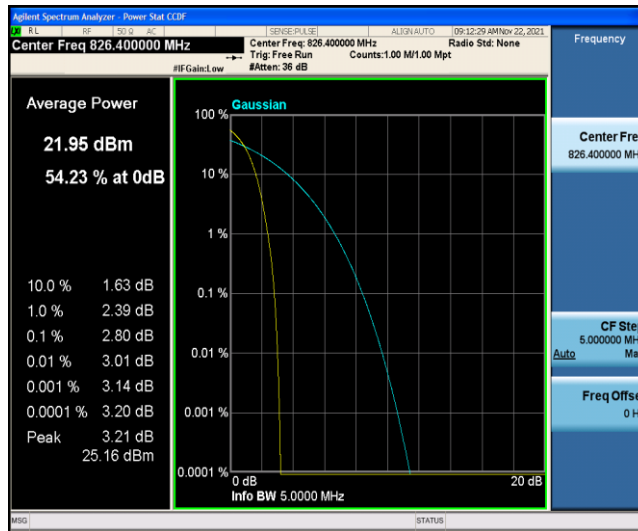 Agilent Spectrum Analyzer - Power Stat CCDF
RL RF 50 Ω AC SENSE:PULSE ALIGNAUTO 09:12:29 AM Nov 22, 2021
Center Freq 826.400000 MHz
Center Freq: 826.400000 MHz Radio Std: None
Trig: Free Run Counts:1.00 M/1.00 Mpt
#IFGain:Low #Atten: 36 dB
Frequency
Average Power
21.95 dBm
54.23 % at 0dB
10.0 % 1.63 dB
1.0 % 2.39 dB
0.1 % 2.80 dB
0.01 % 3.01 dB
0.001 % 3.14 dB
0.0001 % 3.20 dB
Peak 3.21 dB
25.16 dBm
Gaussian
100 %
10 %
1 %
0.1 %
0.01 %
0.001 %
0.0001 %
0 dB 20 dB
Info BW 5.0000 MHz
Center Fre
826.400000 MH
CF Ste
5.000000 MH
Auto Ma
Freq Offse
0 H
MSG STATUS